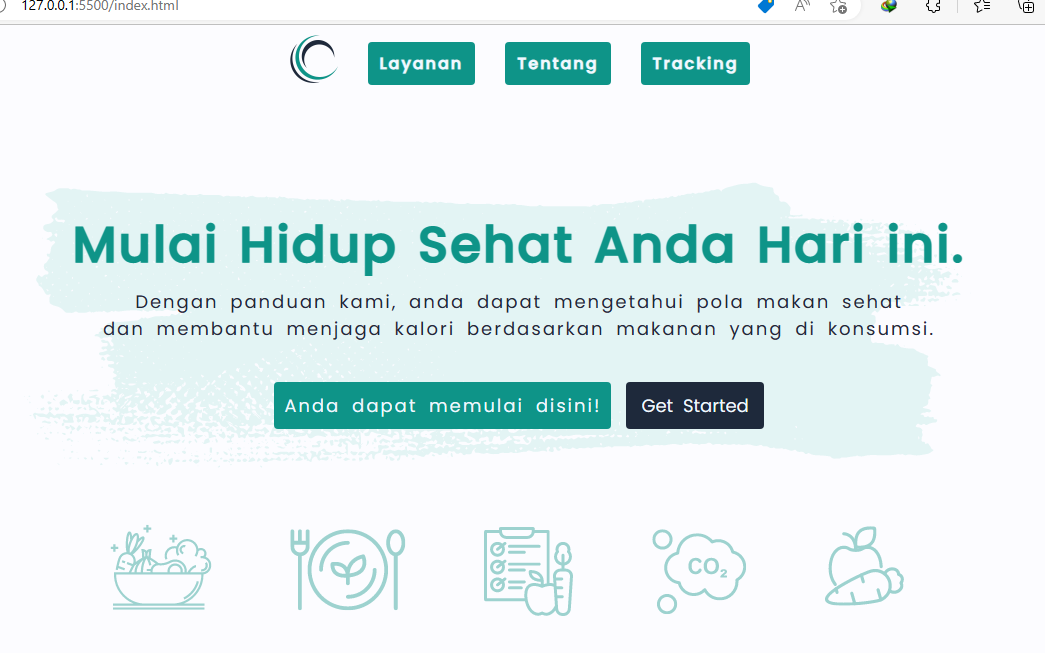 127.0.0.1:5500/index.html
Layanan Tentang Tracking
Mulai Hidup Sehat Anda Hari ini.
Dengan panduan kami, anda dapat mengetahui pola makan sehat
dan membantu menjaga kalori berdasarkan makanan yang di konsumsi.
Anda dapat memulai disini! Get Started
CO₂